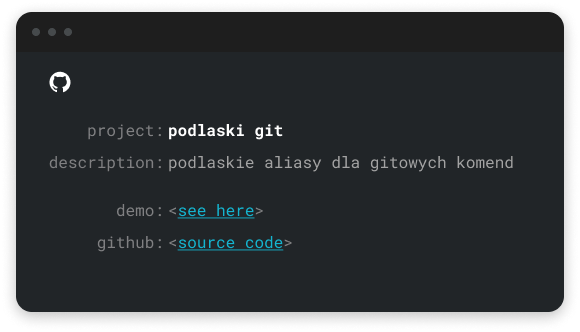 project: podlaski git
description: podlaskie aliasy dla gitowych komend
demo: <see here>
github: <source code>